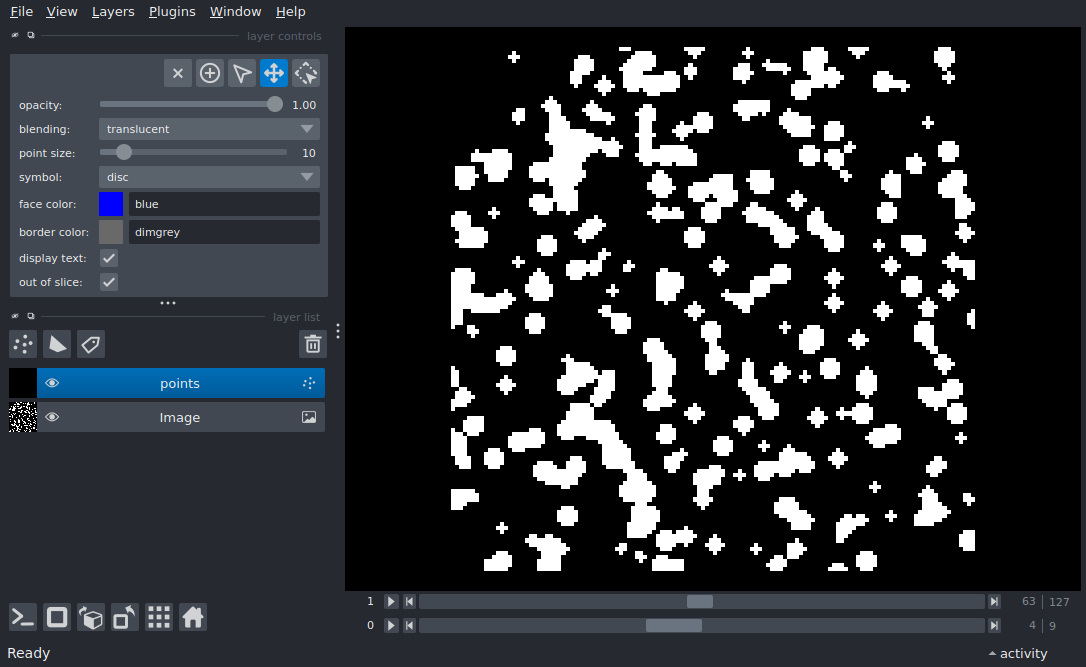 File View Layers Plugins Window Help
layer controls
opacity: 1.00
blending: translucent
point size: 10
symbol: disc
face color: blue
border color: dimgrey
display text:
out of slice:
layer list
points
Image
1 63 127
0 4 9
Ready activity